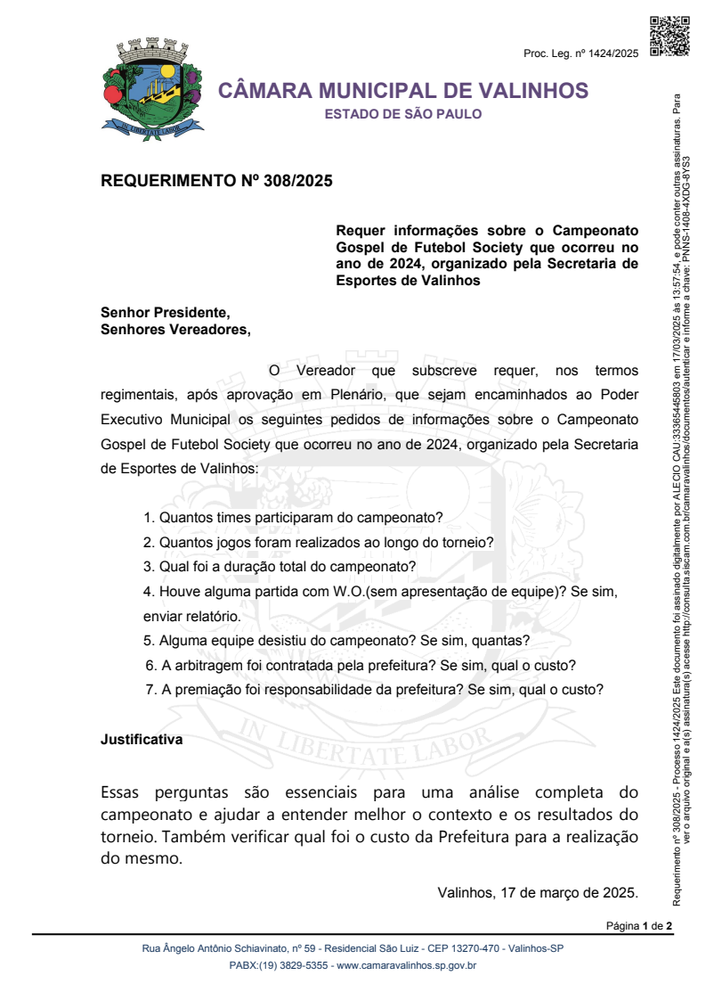 Proc. Leg. nº 1424/2025
CÂMARA MUNICIPAL DE VALINHOS
ESTADO DE SÃO PAULO
IN LIBERTATE LABOR
REQUERIMENTO Nº 308/2025
Requer informações sobre o Campeonato
Gospel de Futebol Society que ocorreu no
ano de 2024, organizado pela Secretaria de
Esportes de Valinhos
Senhor Presidente,
Senhores Vereadores,
O Vereador que subscreve requer, nos termos
regimentais, após aprovação em Plenário, que sejam encaminhados ao Poder
Executivo Municipal os seguintes pedidos de informações sobre o Campeonato
Gospel de Futebol Society que ocorreu no ano de 2024, organizado pela Secretaria
de Esportes de Valinhos:
1. Quantos times participaram do campeonato?
2. Quantos jogos foram realizados ao longo do torneio?
3. Qual foi a duração total do campeonato?
4. Houve alguma partida com W.O.(sem apresentação de equipe)? Se sim,
enviar relatório.
5. Alguma equipe desistiu do campeonato? Se sim, quantas?
6. A arbitragem foi contratada pela prefeitura? Se sim, qual o custo?
7. A premiação foi responsabilidade da prefeitura? Se sim, qual o custo?
IN LIBERTATE LABOR
Justificativa
Essas perguntas são essenciais para uma análise completa do
campeonato e ajudar a entender melhor o contexto e os resultados do
torneio. Também verificar qual foi o custo da Prefeitura para a realização
do mesmo.
Valinhos, 17 de março de 2025.
Página 1 de 2
Rua Ângelo Antônio Schiavinato, nº 59 - Residencial São Luiz - CEP 13270-470 - Valinhos-SP
PABX:(19) 3829-5355 - www.camaravalinhos.sp.gov.br
Requerimento nº 308/2025 - Processo 1424/2025 Este documento foi assinado digitalmente por ALECIO CAU:33365445803 em 17/03/2025 às 13:57:54, e pode conter outras assinaturas. Para
ver o arquivo original e a(s) assinatura(s) acesse http://consulta.siscam.com.br/camaravalinhos/documentos/autenticar e informe a chave: PNNS-1408-4XDG-8YS3